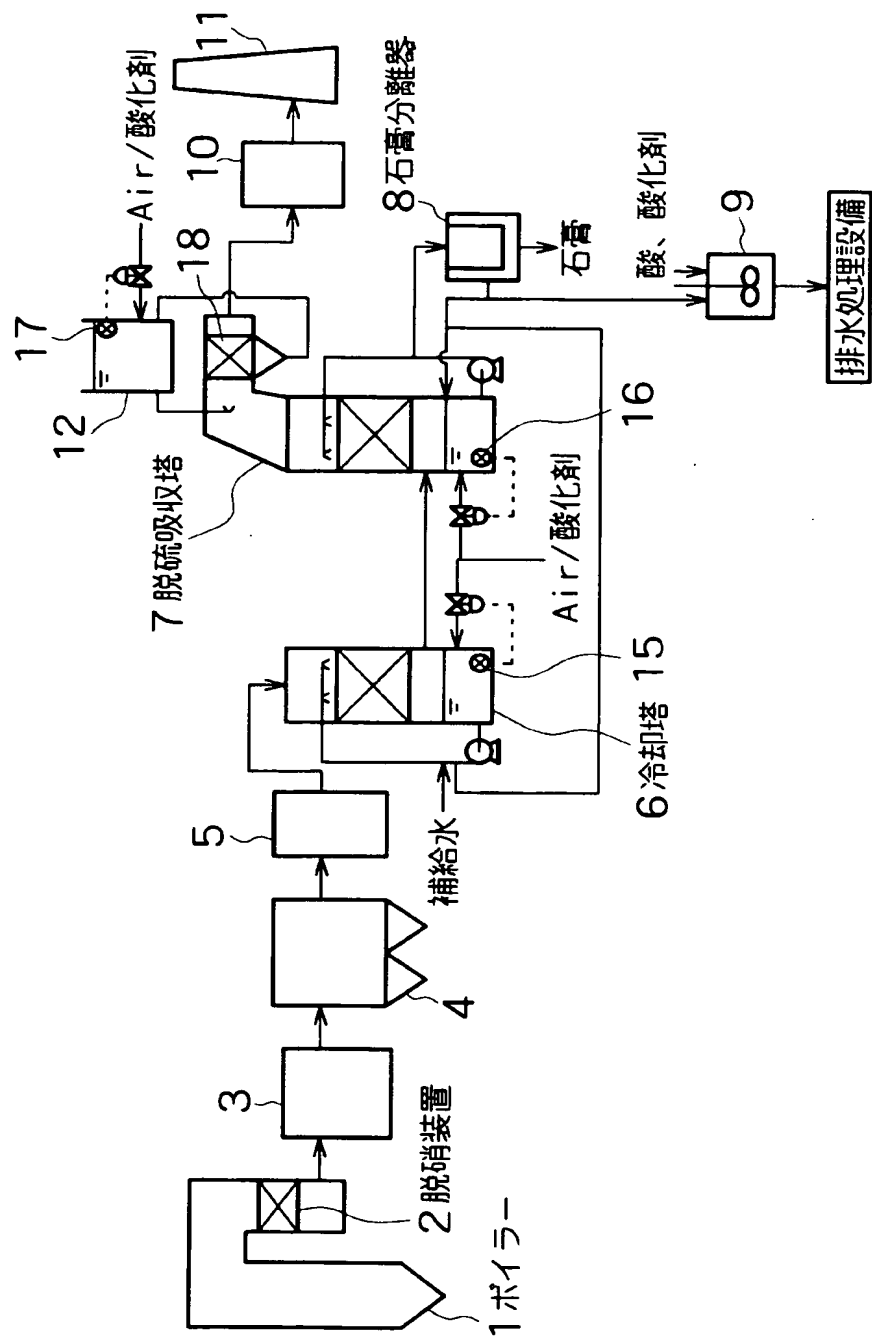 1 ボイラー
2 脱硝装置
3
4
5
6 冷却塔
補給水
15
Air/酸化剤
7 脱硫吸収塔
16
12
17
18
Air/酸化剤
10
11
8 石膏分離器
石膏
酸、酸化剤
9
排水処理設備